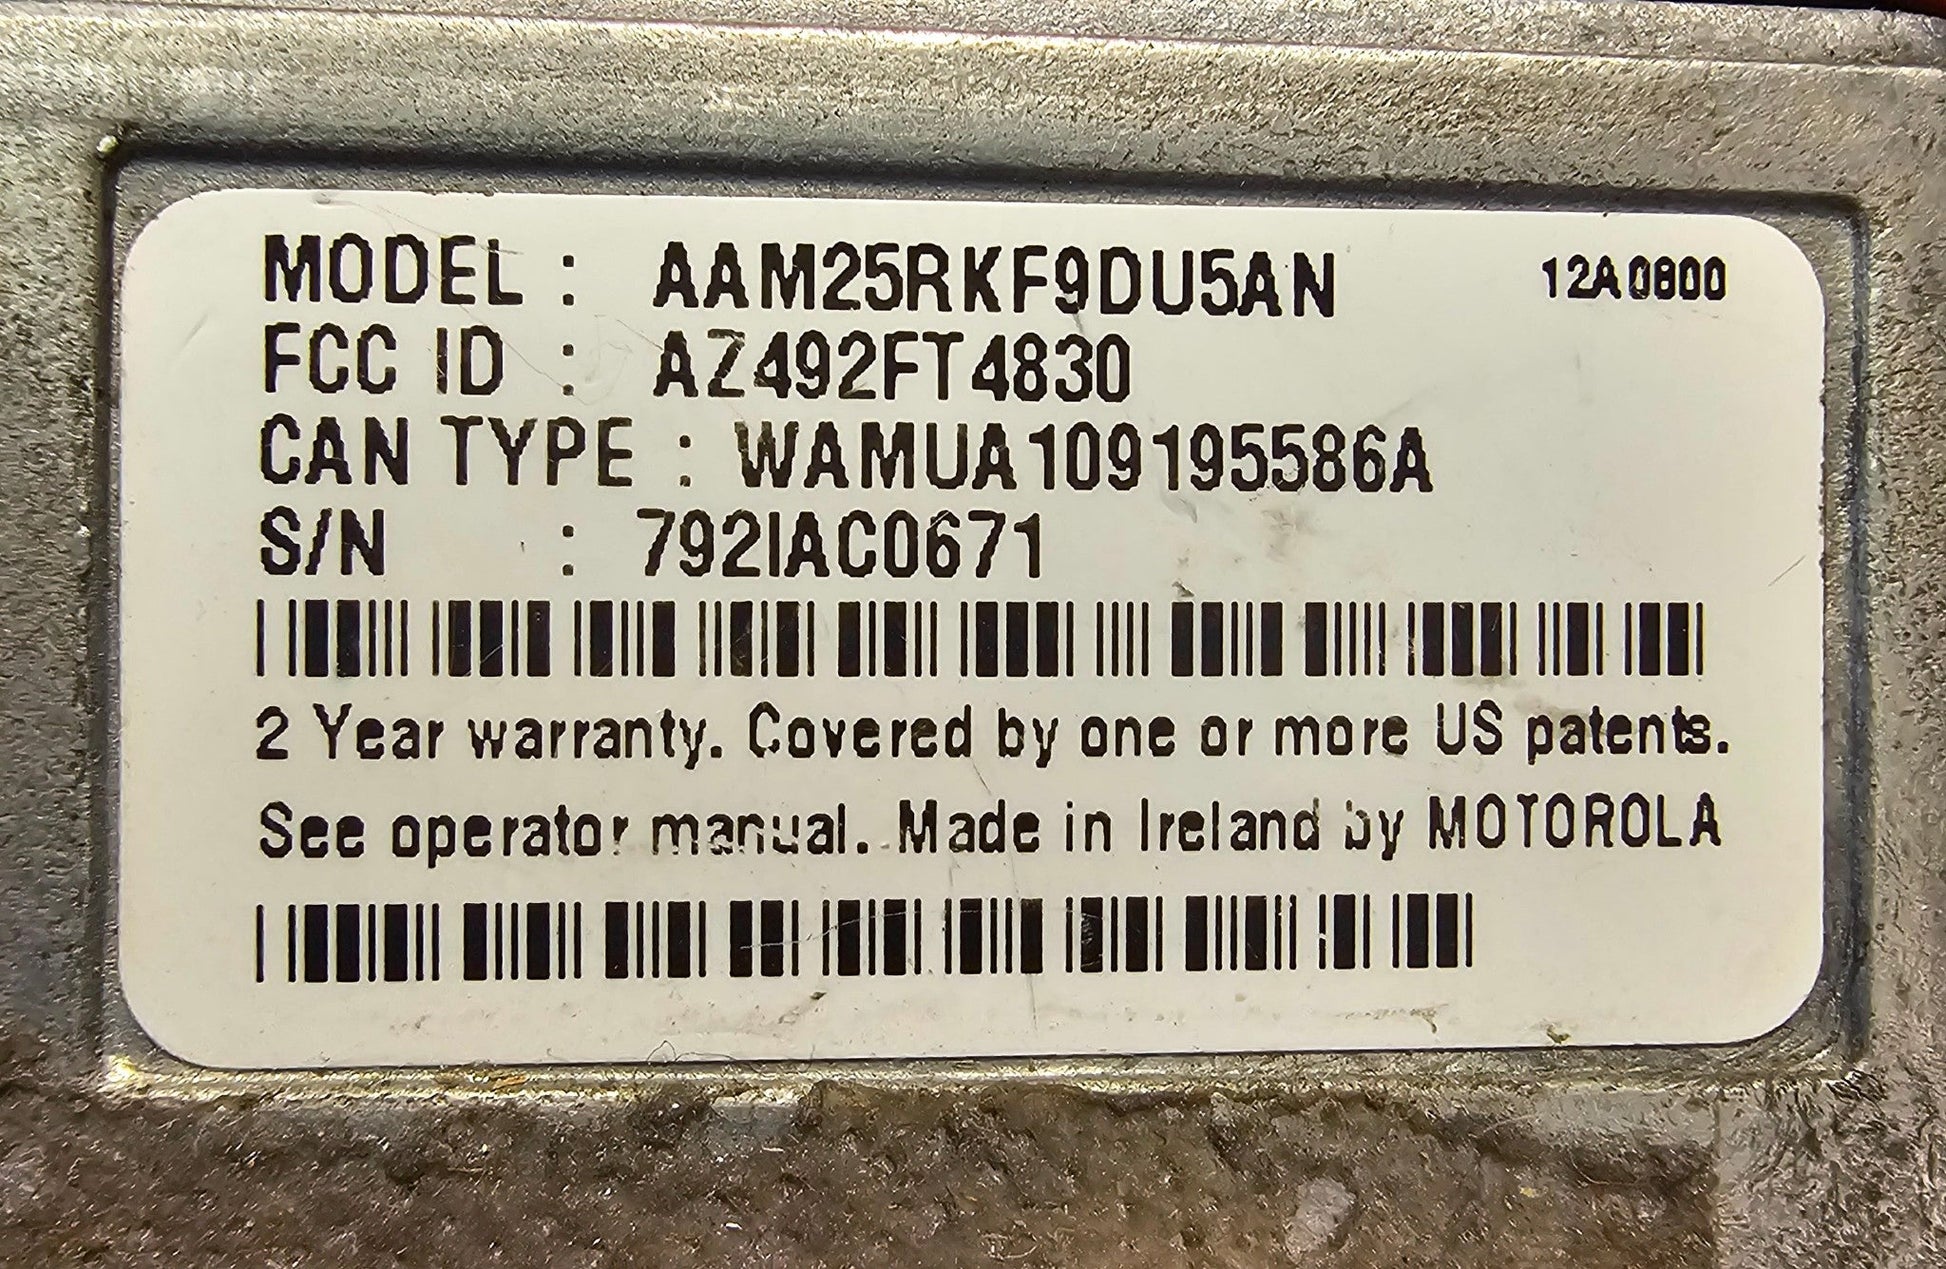 MODEL : AAM25RKF9DU5AN 12A0800
FCC ID : AZ492FT4830
CAN TYPE : WAMUA109195586A
S/N : 792IAC0671
2 Year warranty. Covered by one or more US patents.
See operator manual. Made in Ireland by MOTOROLA